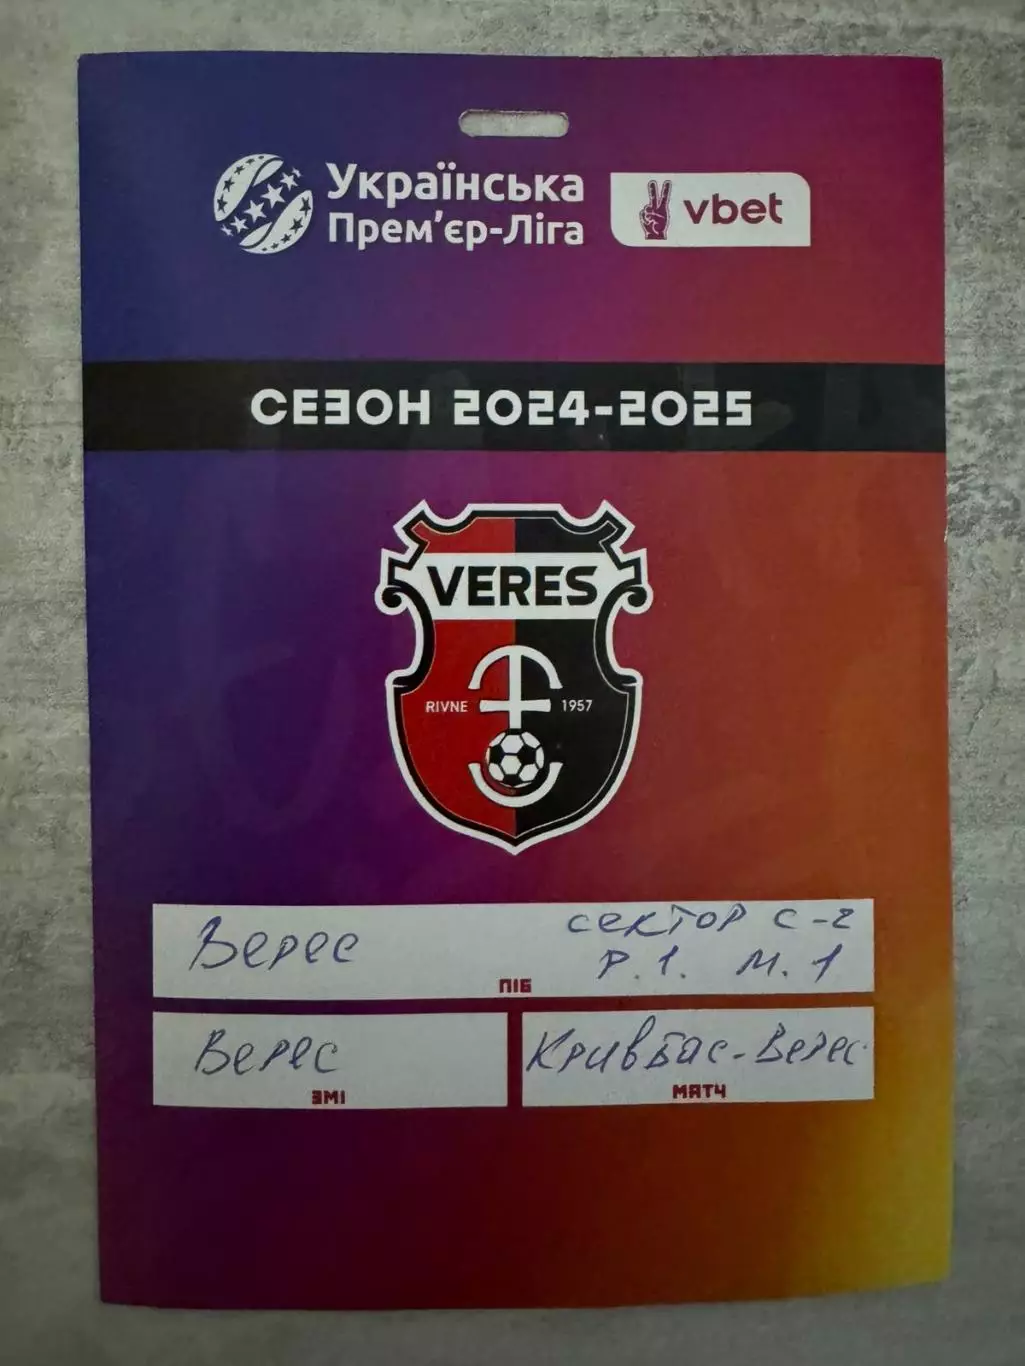 Українська
Прем'єр-Ліга
vbet
СЕЗОН 2024-2025
VERES
RIVNE 1957
Верес сектор с-2
Р.1. М.1
ПІБ
Верес Кривбас-Верес
ЗМІ МАТЧ